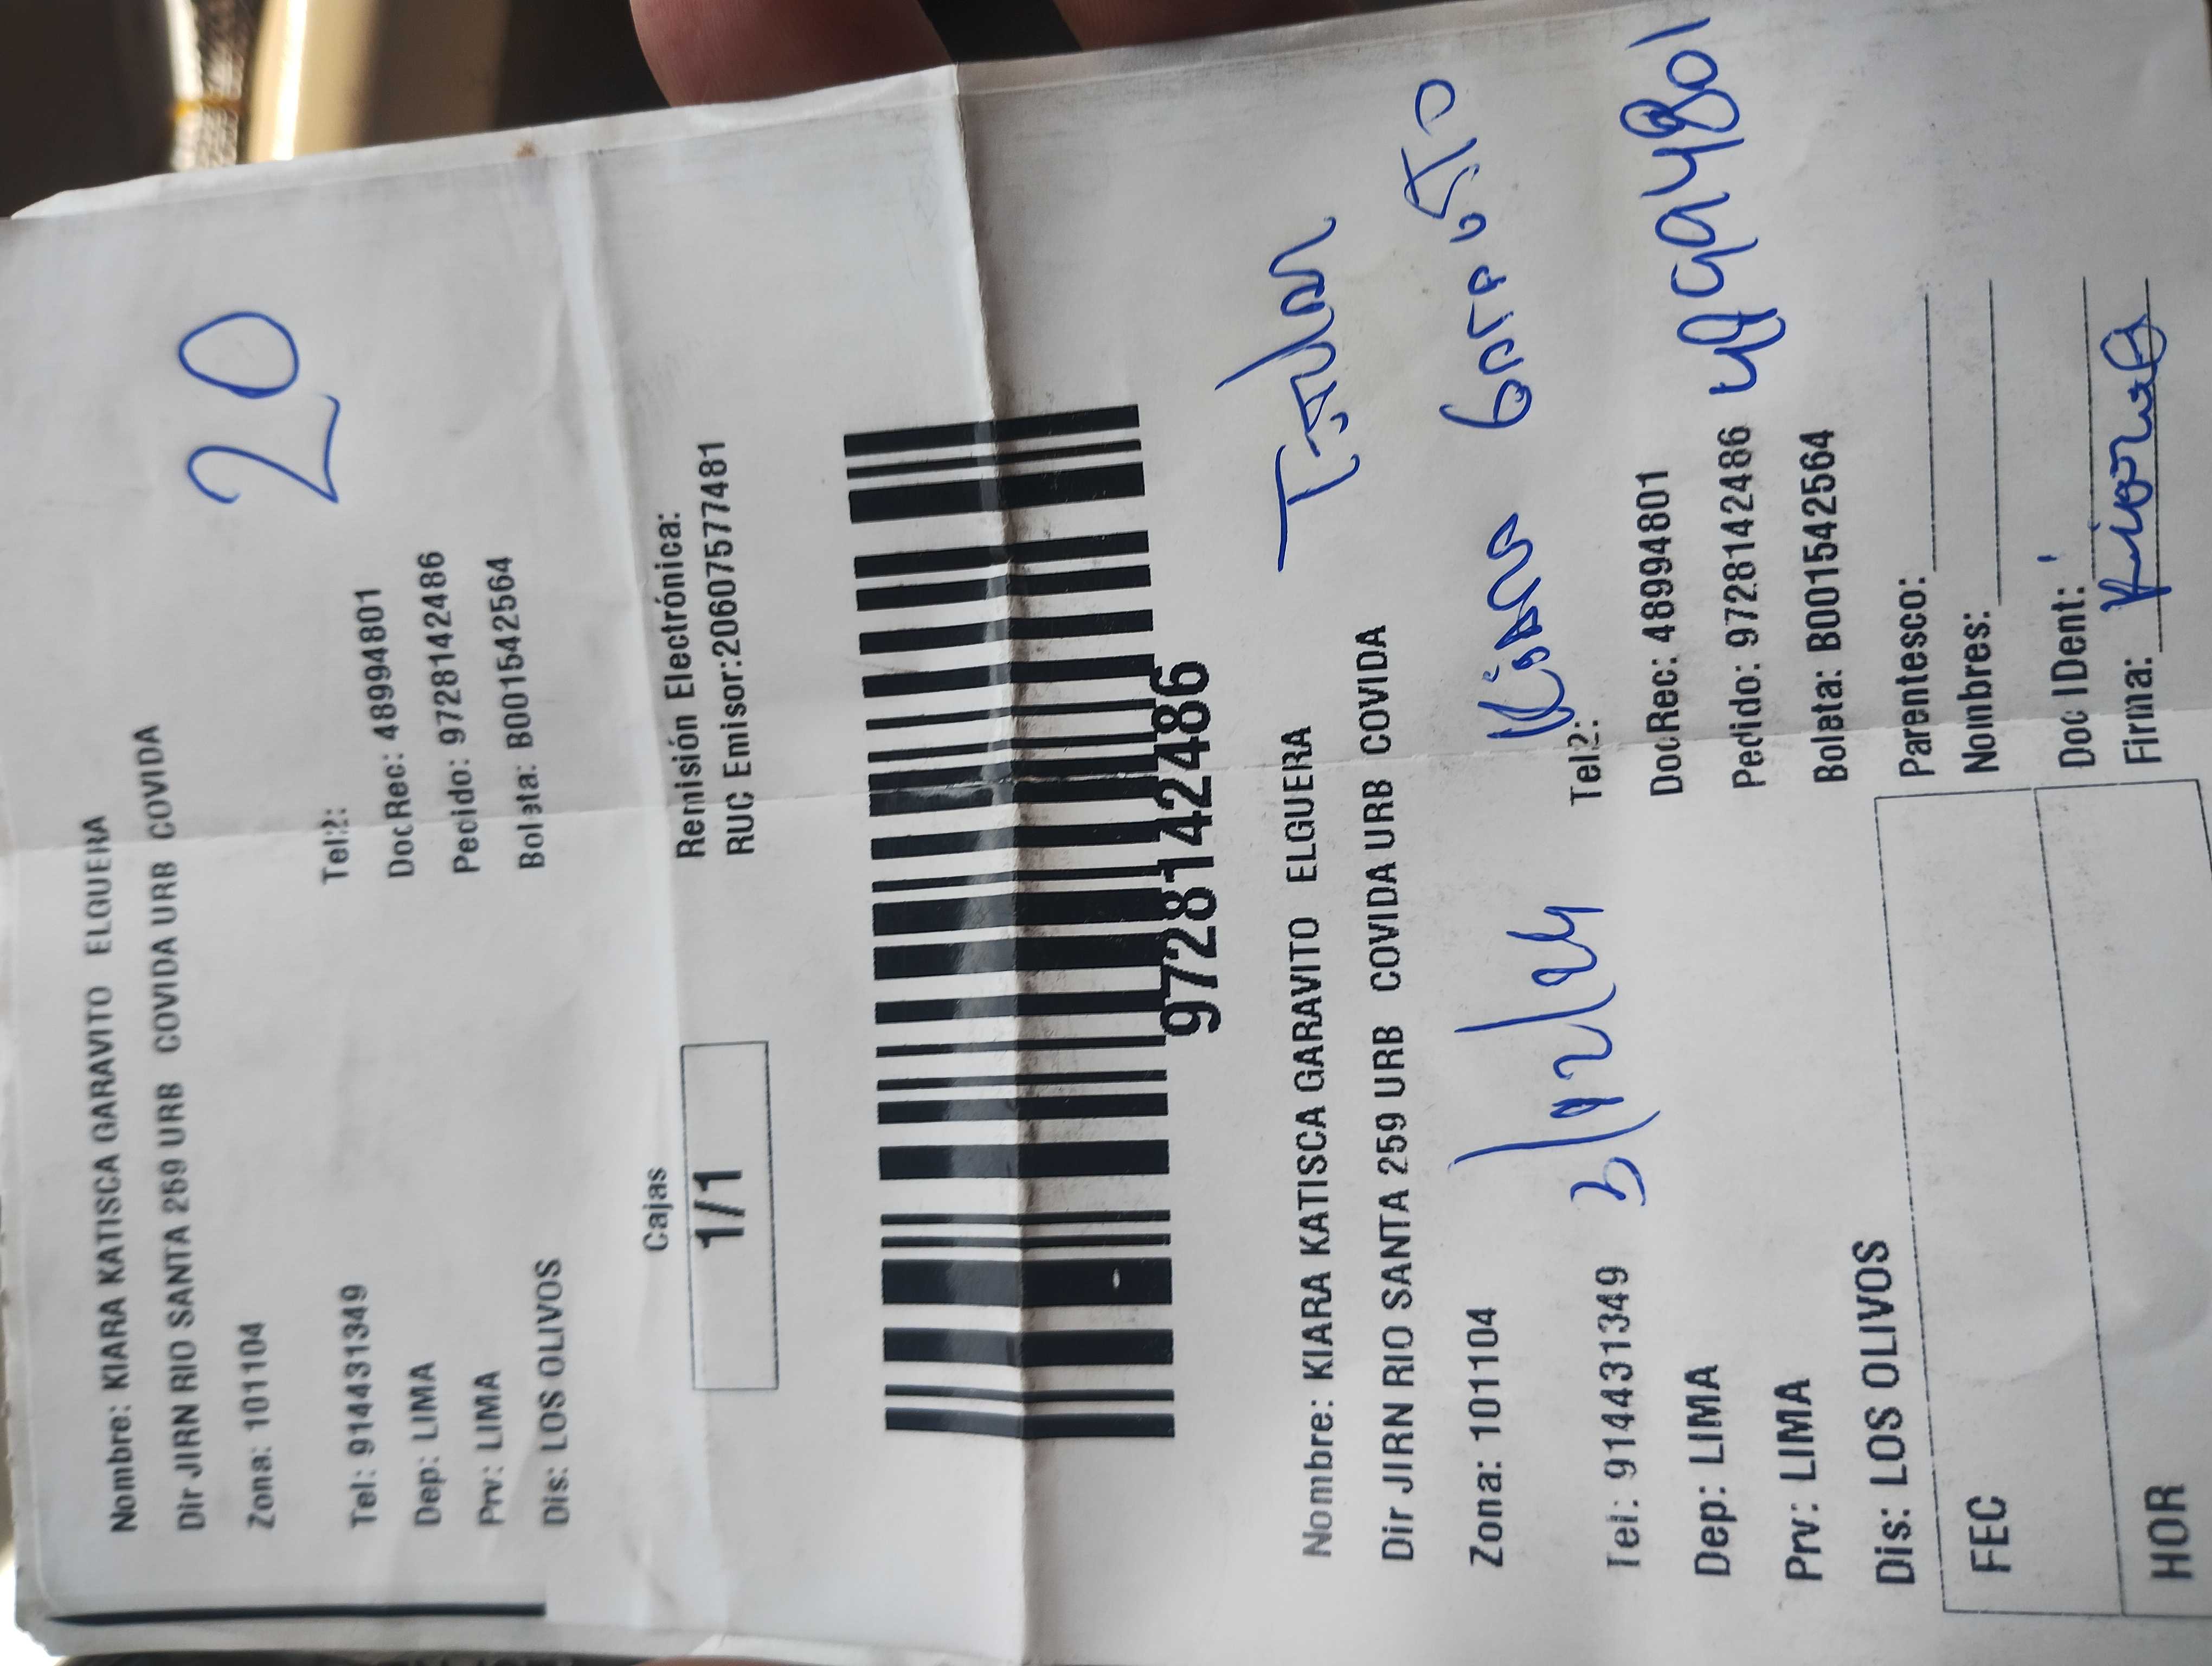 Nombre: KIARA KATISCA GARAVITO ELGUERA
Dir JIRN RIO SANTA 259 URB COVIDA URB COVIDA
Zona: 101104
20
Tel2:
Tel: 914431349
DocRec: 48994801
Dep: LIMA
Pedido: 9728142486
Prv: LIMA
Boleta: B001542564
Dis: LOS OLIVOS
Cajas
1/1
Remisión Electrónica:
RUC Emisor:20607577481
9728142486
Nombre: KIARA KATISCA GARAVITO ELGUERA
Dir JIRN RIO SANTA 259 URB COVIDA URB COVIDA
Zona: 101104
Kiara
3/12/24
Tel2:
Tel: 914431349
DocRec: 48994801
48994801
Dep: LIMA
Pedido: 9728142486
Prv: LIMA
Boleta: B001542564
Dis: LOS OLIVOS
Parentesco:
FEC
Nombres:
Doc IDent:
HOR
Firma: